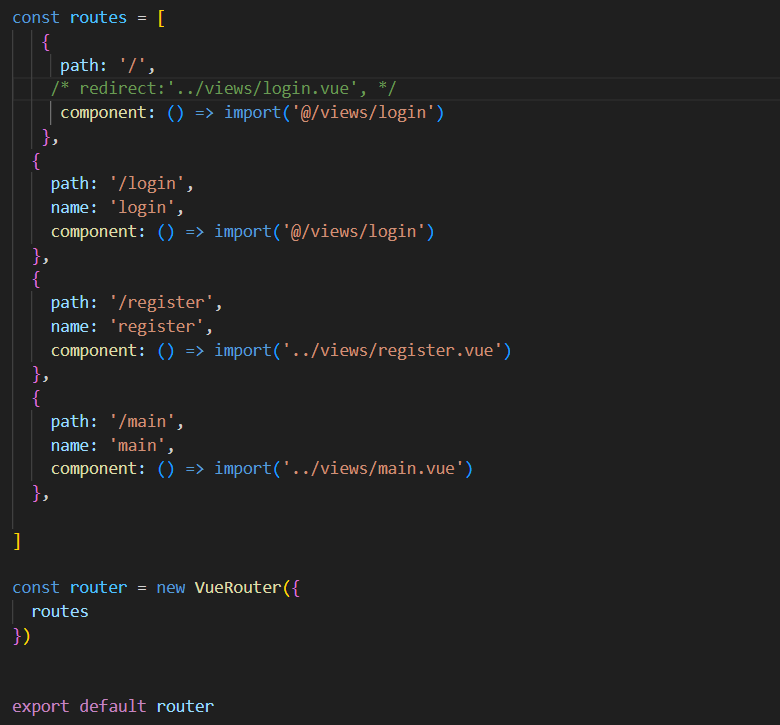 const routes = [
{
path: '/',
/* redirect:'../views/login.vue', */
component: () => import('@/views/login')
},
{
path: '/login',
name: 'login',
component: () => import('@/views/login')
},
{
path: '/register',
name: 'register',
component: () => import('../views/register.vue')
},
{
path: '/main',
name: 'main',
component: () => import('../views/main.vue')
},
]
const router = new VueRouter({
routes
})
export default router